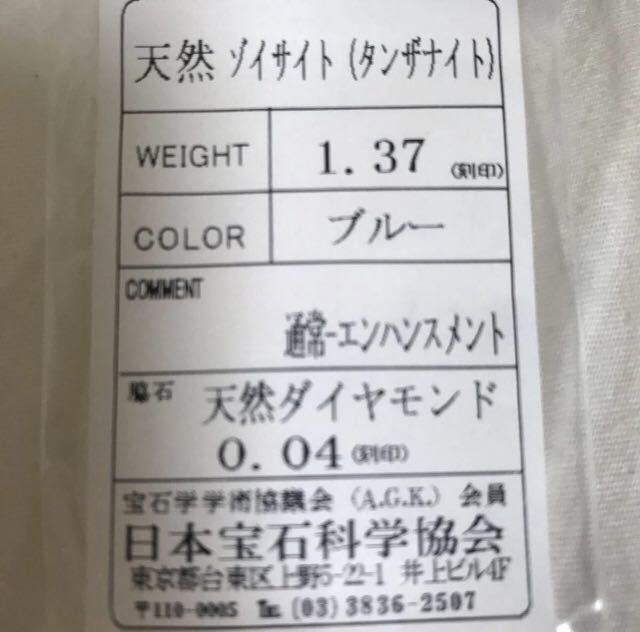 天然 ゾイサイト (タンザナイト)
WEIGHT 1.37 (刻印)
COLOR ブルー
COMMENT
通常-エンハンスメント
脇石 天然ダイヤモンド
0.04 (刻印)
宝石学学術協議会 (A.G.K.) 会員
日本宝石科学協会
東京都台東区上野5-22-1 井上ビル4F
〒110-0005 TEL (03) 3836-2507